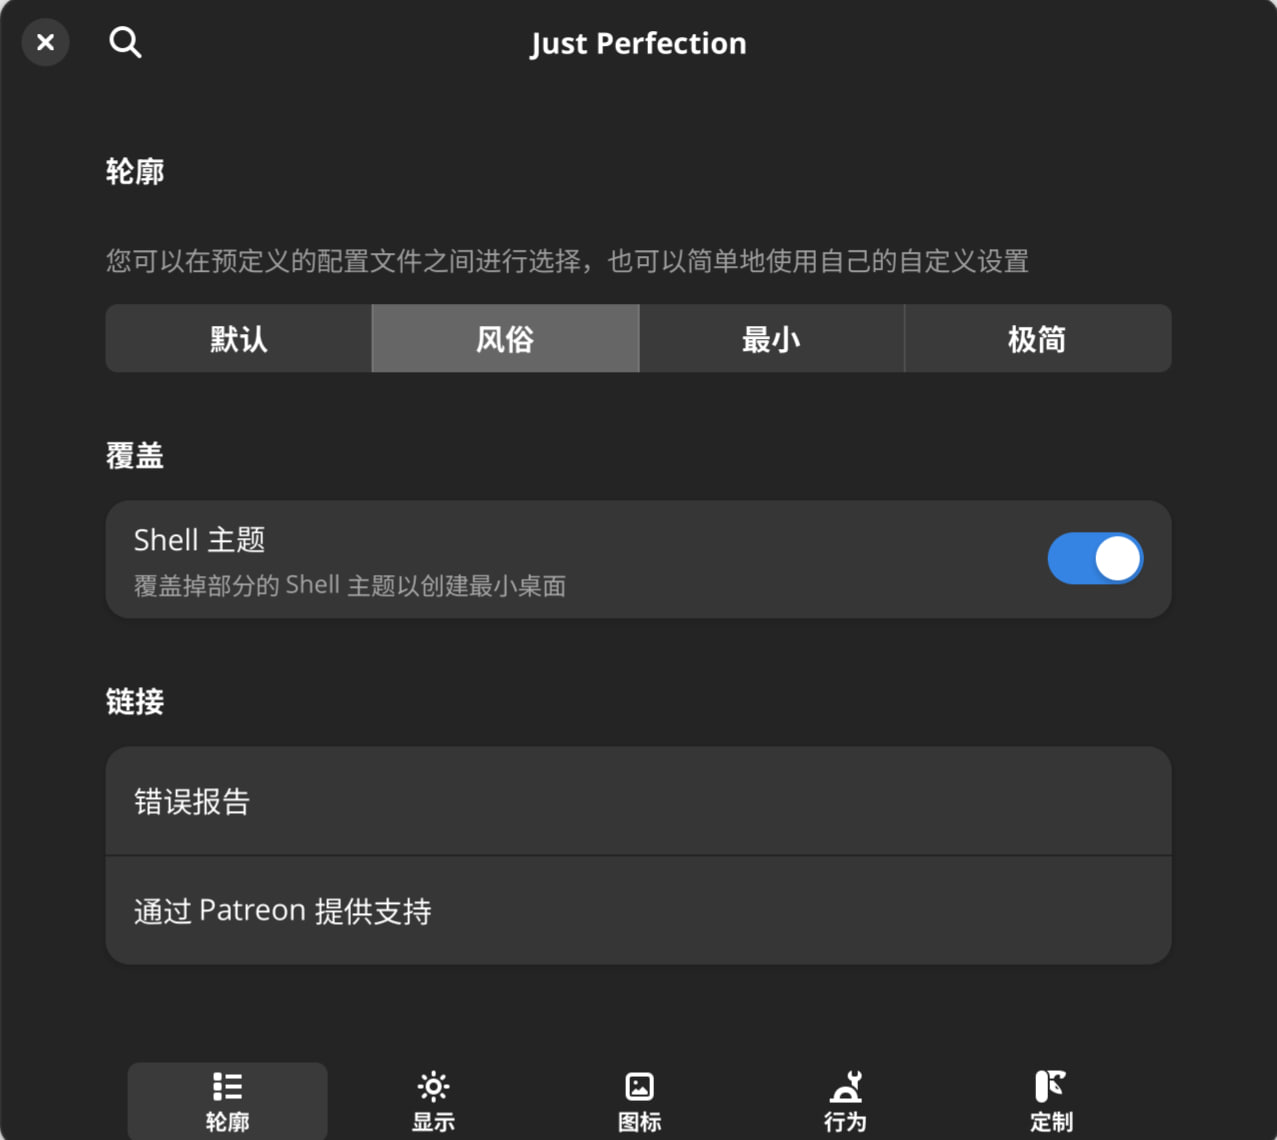 Just Perfection
轮廓
您可以在预定义的配置文件之间进行选择，也可以简单地使用自己的自定义设置
默认
风俗
最小
极简
覆盖
Shell 主题
覆盖掉部分的 Shell 主题以创建最小桌面
链接
错误报告
通过 Patreon 提供支持
轮廓
显示
图标
行为
定制